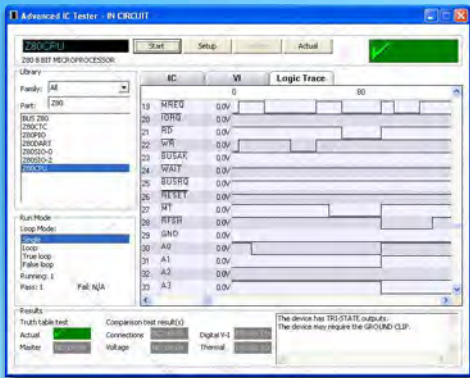 Advanced IC Tester - IN CIRCUIT
Z80CPU
Start
Setup
Actual
Z80 8 BIT MICROPROCESSOR
Library
Family: All
Part: Z80
BUS Z80
Z80CTC
Z80PIO
Z80DART
Z80SIO-0
Z80SIO-2
Z80CPU
IC
VI
Logic Trace
0
80
19 MREQ 0.0V
20 IORQ 0.0V
21 RD 0.0V
22 WR 0.0V
23 BUSAK 0.0V
24 WAIT 0.0V
25 BUSRQ 0.0V
26 RESET 0.0V
27 M1 0.0V
28 RFSH 0.0V
29 GND 0.0V
30 A0 0.0V
31 A1 0.0V
32 A2 0.0V
33 A3 0.0V
Run Mode
Loop Mode:
Single
Loop
True loop
False loop
Running: 1
Pass: 1 Fail: N/A
Results
Truth table test
Actual
Master
Comparison test result(s)
Connections
Digital V-I
Voltage
Thermal
The device has TRI-STATE outputs.
The device may require the GROUND CLIP.